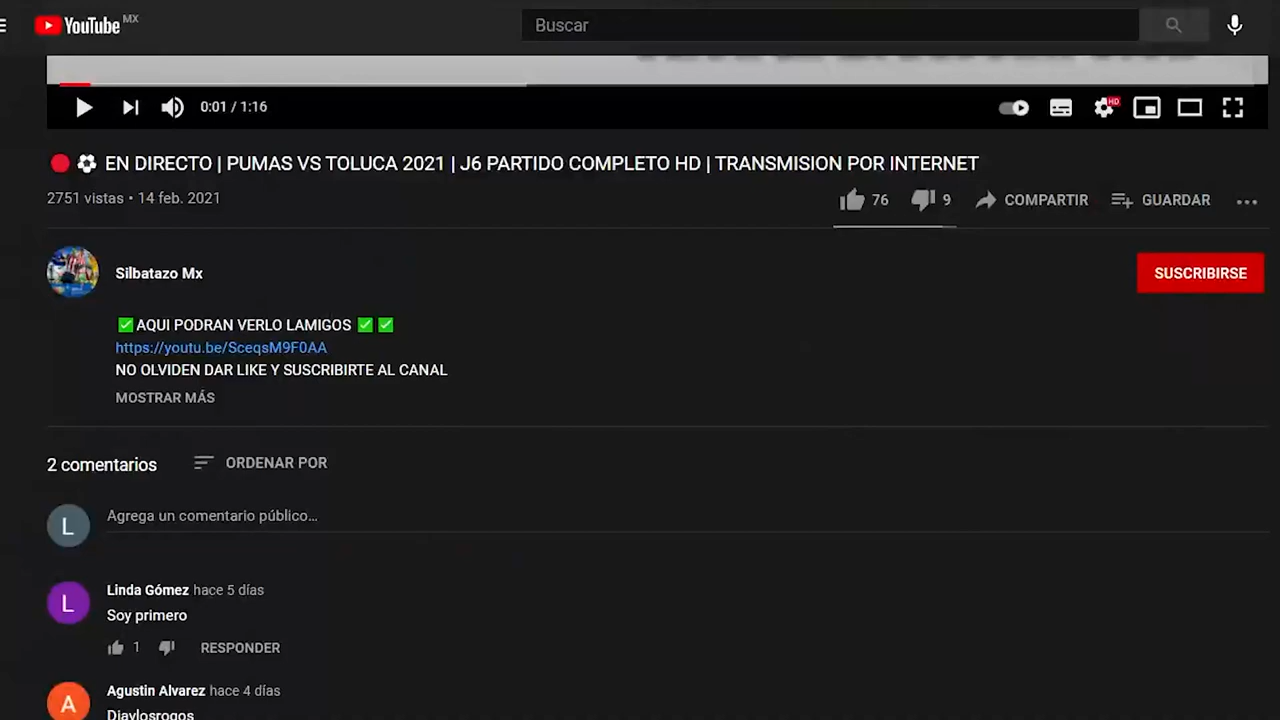 YouTube MX
Buscar
0:01 / 1:16
HD
🔴 ⚽ EN DIRECTO | PUMAS VS TOLUCA 2021 | J6 PARTIDO COMPLETO HD | TRANSMISION POR INTERNET
2751 vistas • 14 feb. 2021
76 9 COMPARTIR GUARDAR
Silbatazo Mx
SUSCRIBIRSE
✅AQUI PODRAN VERLO LAMIGOS ✅ ✅
https://youtu.be/SceqsM9F0AA
NO OLVIDEN DAR LIKE Y SUSCRIBIRTE AL CANAL
MOSTRAR MÁS
2 comentarios ORDENAR POR
L
Agrega un comentario público...
L
Linda Gómez hace 5 días
Soy primero
1 RESPONDER
A
Agustin Alvarez hace 4 días
Diaylosrogos